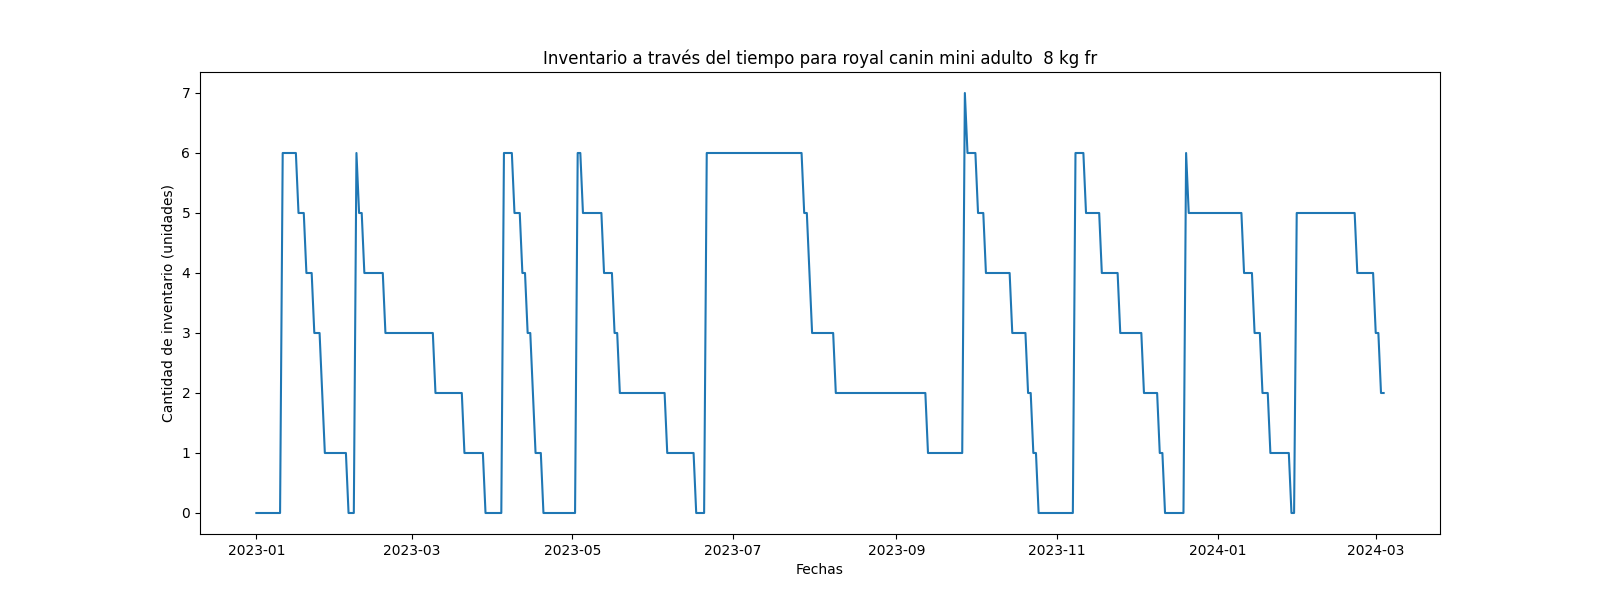 Inventario a través del tiempo para royal canin mini adulto  8 kg fr
Cantidad de inventario (unidades)
7
6
5
4
3
2
1
0
2023-01 2023-03 2023-05 2023-07 2023-09 2023-11 2024-01 2024-03
Fechas